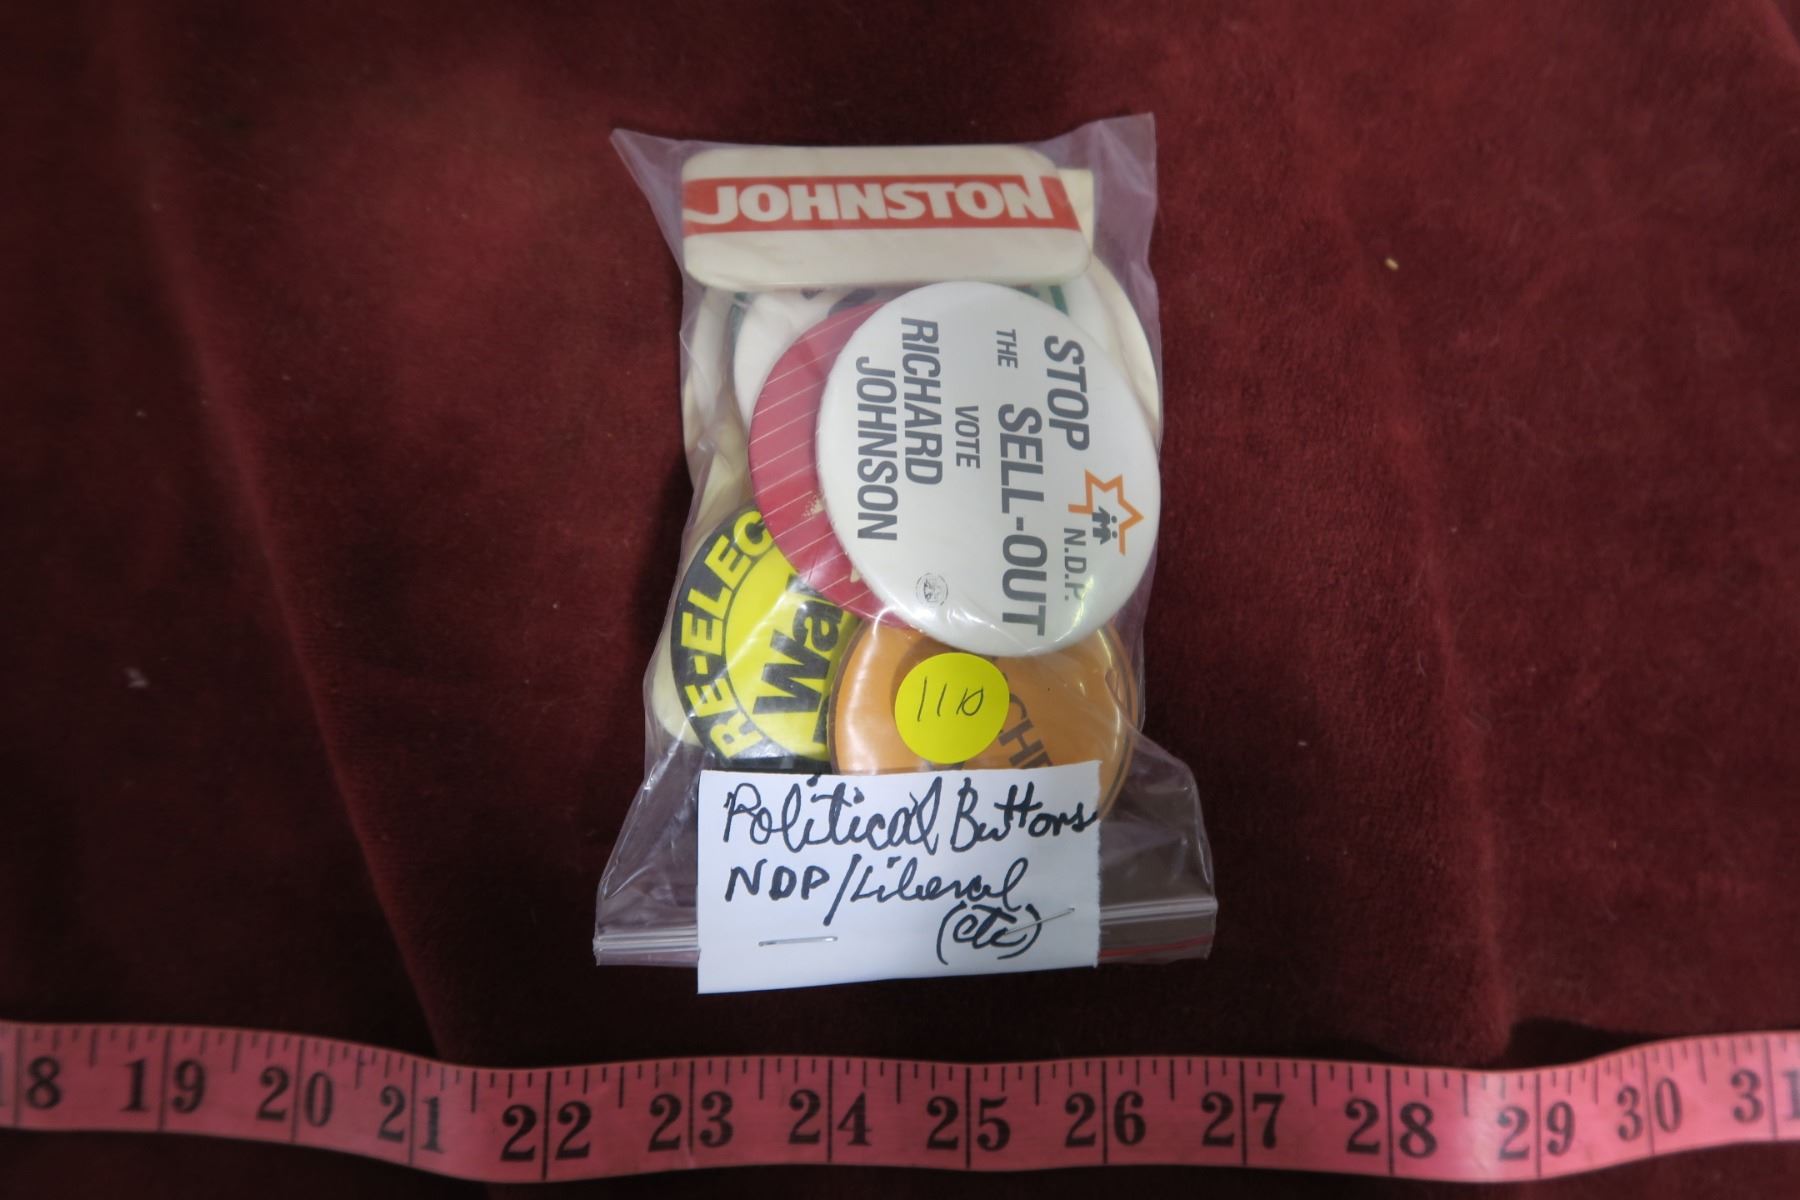 JOHNSTON
STOP
THE SELL-OUT
VOTE
RICHARD
JOHNSON
N.D.P.
RE-ELEC
Wa
110
Political Buttons
NDP/Liberal
(etc)
18 19 20 21 22 23 24 25 26 27 28 29 30 31